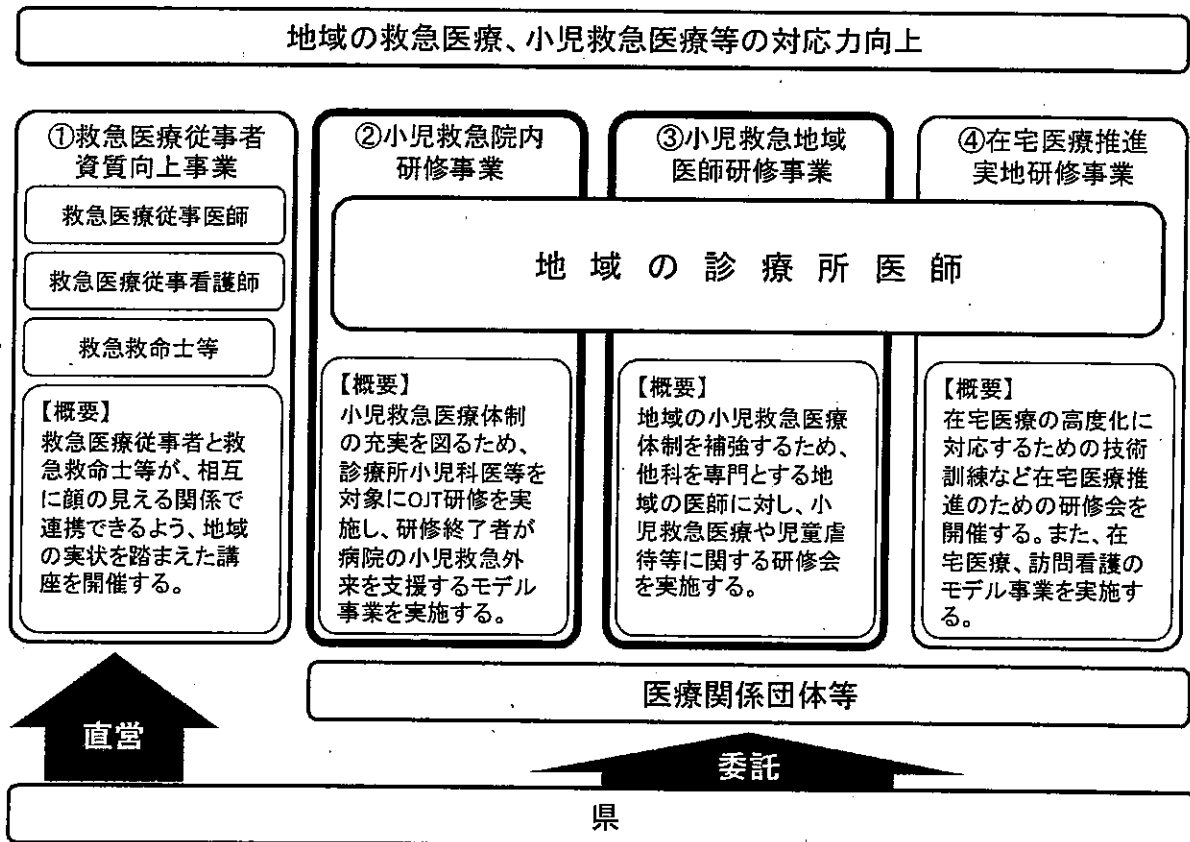 地域の救急医療、小児救急医療等の対応力向上
①救急医療従事者
資質向上事業
救急医療従事医師
救急医療従事看護師
救急救命士等
【概要】
救急医療従事者と救
急救命士等が、相互
に顔の見える関係で
連携できるよう、地域
の実状を踏まえた講
座を開催する。
②小児救急院内
研修事業
③小児救急地域
医師研修事業
④在宅医療推進
実地研修事業
地域の診療所医師
【概要】
小児救急医療体制
の充実を図るため、
診療所小児科医等を
対象にOJT研修を実
施し、研修終了者が
病院の小児救急外
来を支援するモデル
事業を実施する。
【概要】
地域の小児救急医療
体制を補強するため、
他科を専門とする地
域の医師に対し、小
児救急医療や児童虐
待等に関する研修会
を実施する。
【概要】
在宅医療の高度化に
対応するための技術
訓練など在宅医療推
進のための研修会を
開催する。また、在
宅医療、訪問看護の
モデル事業を実施す
る。
医療関係団体等
直営
委託
県